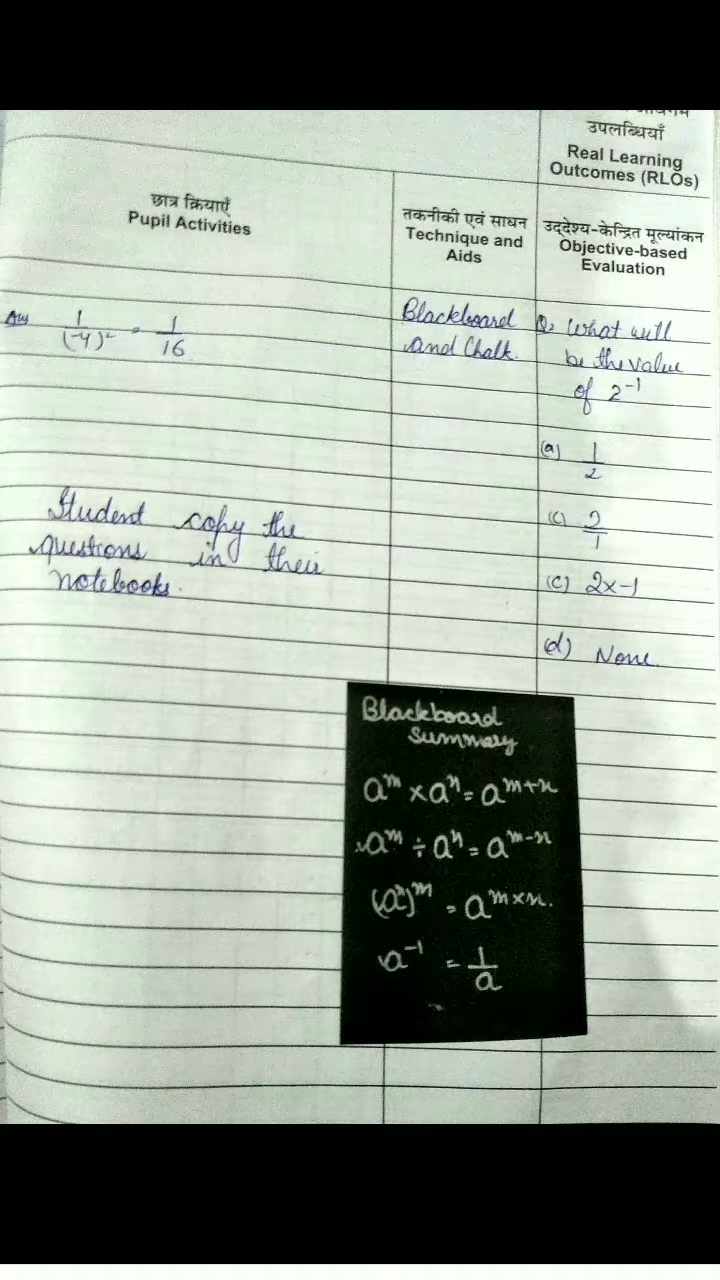 उपलब्धियाँ
Real Learning
Outcomes (RLOs)
छात्र क्रियाएँ
Pupil Activities
तकनीकी एवं साधन
Technique and
Aids
उद्देश्य-केन्द्रित मूल्यांकन
Objective-based
Evaluation
Ans 1/(-4)² = 1/16
Blackboard
and Chalk.
Q. What will
be the value
of 2⁻¹
(a) 1/2
(c) 2/1
(c) 2x-1
(d) None.
Student copy the
questions in their
notebooks.
Blackboard
Summary
aᵐ × aⁿ = aᵐ⁺ⁿ
aᵐ ÷ aⁿ = aᵐ⁻ⁿ
(aⁿ)ᵐ = aᵐˣⁿ.
a⁻¹ = 1/a